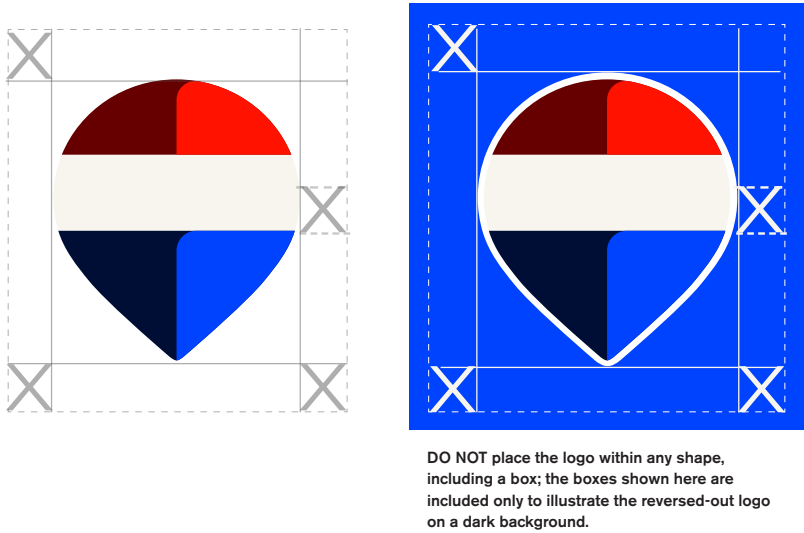 X
X
X
X
X
X
X
X
DO NOT place the logo within any shape,
including a box; the boxes shown here are
included only to illustrate the reversed-out logo
on a dark background.